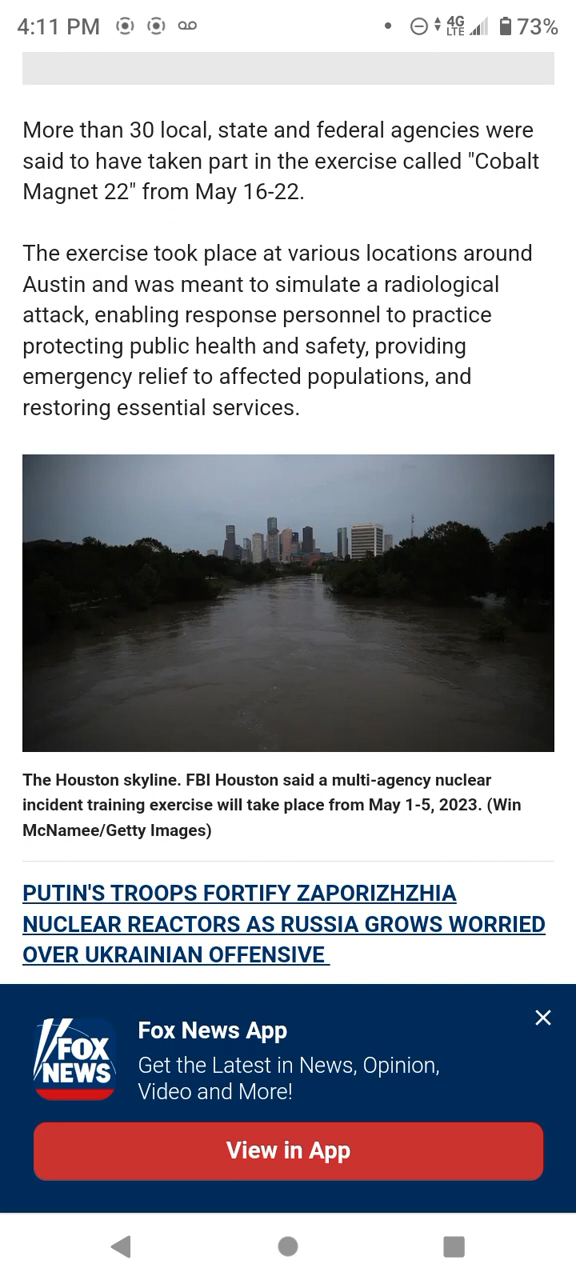 4:11 PM
4G
LTE
73%
More than 30 local, state and federal agencies were
said to have taken part in the exercise called "Cobalt
Magnet 22" from May 16-22.
The exercise took place at various locations around
Austin and was meant to simulate a radiological
attack, enabling response personnel to practice
protecting public health and safety, providing
emergency relief to affected populations, and
restoring essential services.
The Houston skyline. FBI Houston said a multi-agency nuclear
incident training exercise will take place from May 1-5, 2023. (Win
McNamee/Getty Images)
PUTIN'S TROOPS FORTIFY ZAPORIZHZHIA
NUCLEAR REACTORS AS RUSSIA GROWS WORRIED
OVER UKRAINIAN OFFENSIVE
FOX
NEWS
Fox News App
Get the Latest in News, Opinion,
Video and More!
View in App